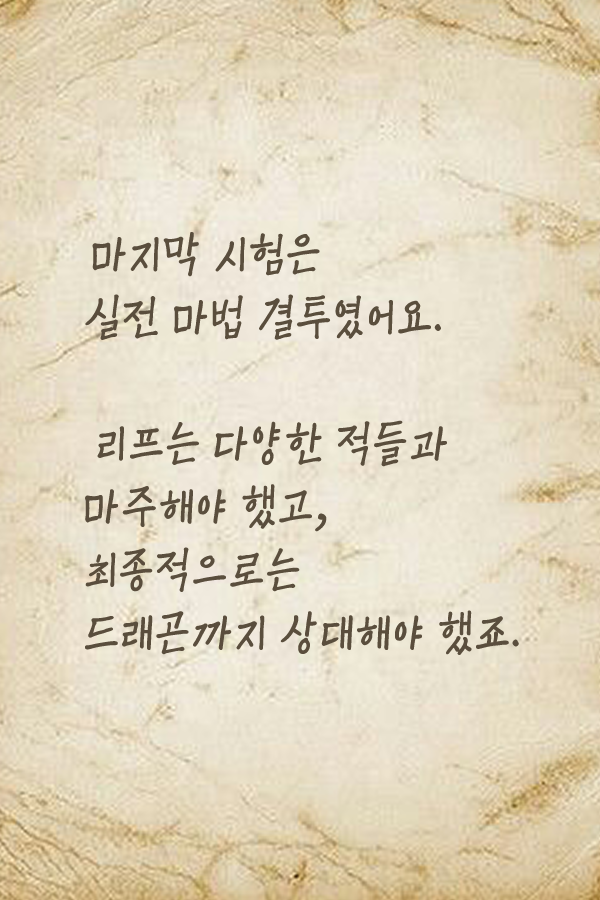 마지막 시험은
실전 마법 결투였어요.
리프는 다양한 적들과
마주해야 했고,
최종적으로는
드래곤까지 상대해야 했죠.